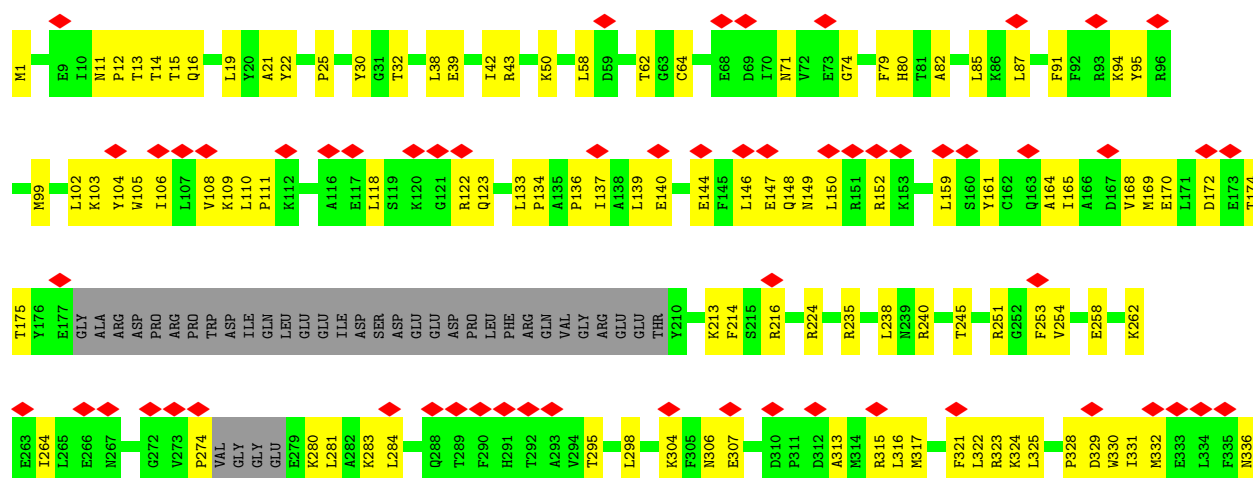 M1 E9 I10 N11 P12 T13 T14 T15 Q16 L19 Y20 A21 Y22 P25 Y30 G31 T32 L38 E39 I42 R43 K50 L58 D59 T62 G63 C64 E68 D69 I70 N71 V72 E73 G74 F79 H80 T81 A82 L85 K86 L87 F91 F92 R93 K94 Y95 R96
M99 L102 K103 Y104 W105 I106 L107 V108 K109 L110 P111 K112 A116 E117 L118 S119 K120 G121 R122 Q123 L133 P134 A135 P136 I137 A138 L139 E140 E144 F145 L146 E147 Q148 N149 L150 R151 R152 K153 L159 S160 Y161 C162 Q163 A164 I165 A166 D167 V168 M169 E170 L171 D172 E173 T174
T175 Y176 E177 GLY ALA ARG ASP PRO ARG PRO TRP ASP ILE GLN LEU GLU GLU ILE ASP SER ASP GLU GLU ASP PRO LEU PHE ARG GLN VAL GLY ARG GLU GLU THR Y210 K213 F214 S215 R216 R224 R235 L238 N239 R240 T245 R251 G252 F253 V254 E258 K262
E263 I264 L265 E266 N267 G272 V273 P274 VAL GLY GLY GLU E279 K280 L281 A282 K283 L284 Q288 T289 F290 H291 T292 A293 V294 T295 L298 K304 F305 N306 E307 D310 P311 D312 A313 M314 R315 L316 M317 F321 L322 R323 K324 L325 P328 D329 W330 I331 M332 E333 L334 F335 N336